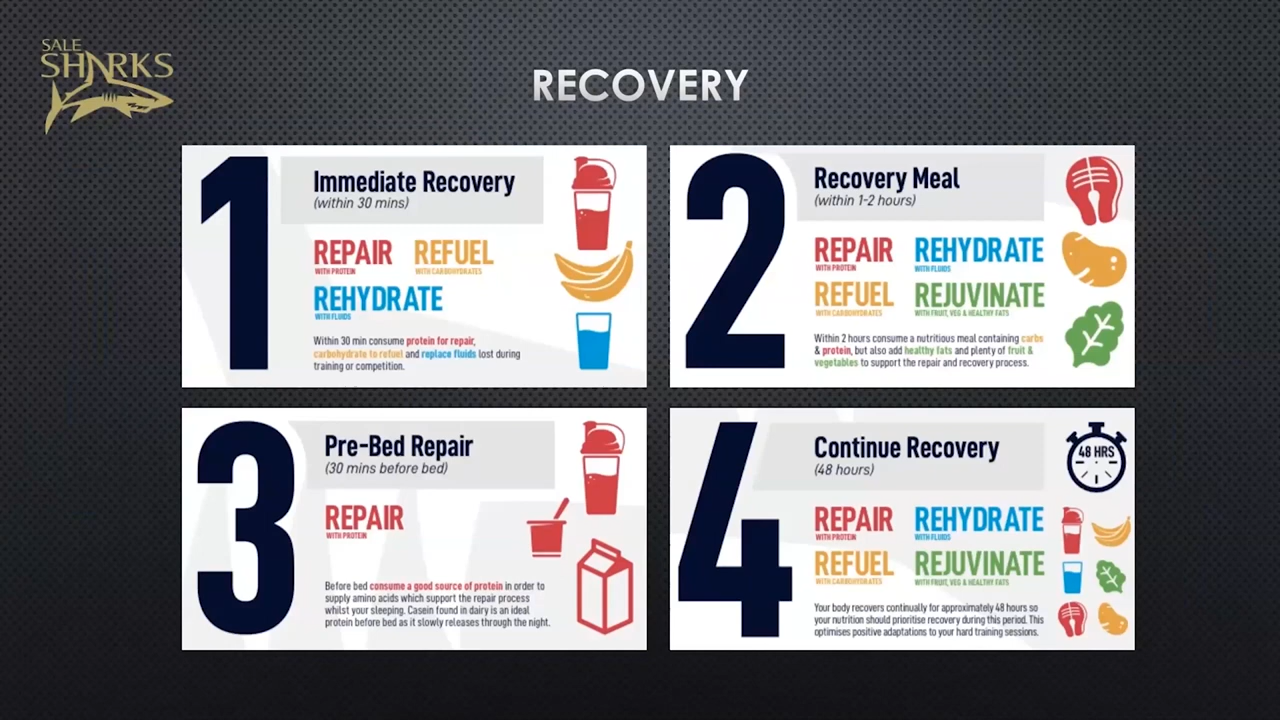 SALE
SHARKS
RECOVERY
1
Immediate Recovery
(within 30 mins)
REPAIR REFUEL
WITH PROTEIN WITH CARBOHYDRATES
REHYDRATE
WITH FLUIDS
Within 30 min consume protein for repair,
carbohydrate to refuel and replace fluids lost during
training or competition.
2
Recovery Meal
(within 1-2 hours)
REPAIR REHYDRATE
WITH PROTEIN WITH FLUIDS
REFUEL REJUVINATE
WITH CARBOHYDRATES WITH FRUIT, VEG & HEALTHY FATS
Within 2 hours consume a nutritious meal containing carbs
& protein, but also add healthy fats and plenty of fruit &
vegetables to support the repair and recovery process.
3
Pre-Bed Repair
(30 mins before bed)
REPAIR
WITH PROTEIN
Before bed consume a good source of protein in order to
supply amino acids which support the repair process
whilst your sleeping. Casein found in dairy is an ideal
protein before bed as it slowly releases through the night.
4
Continue Recovery
(48 hours)
48 HRS
REPAIR REHYDRATE
WITH PROTEIN WITH FLUIDS
REFUEL REJUVINATE
WITH CARBOHYDRATES WITH FRUIT, VEG & HEALTHY FATS
Your body recovers continually for approximately 48 hours so
your nutrition should prioritise recovery during this period. This
optimises positive adaptations to your hard training sessions.